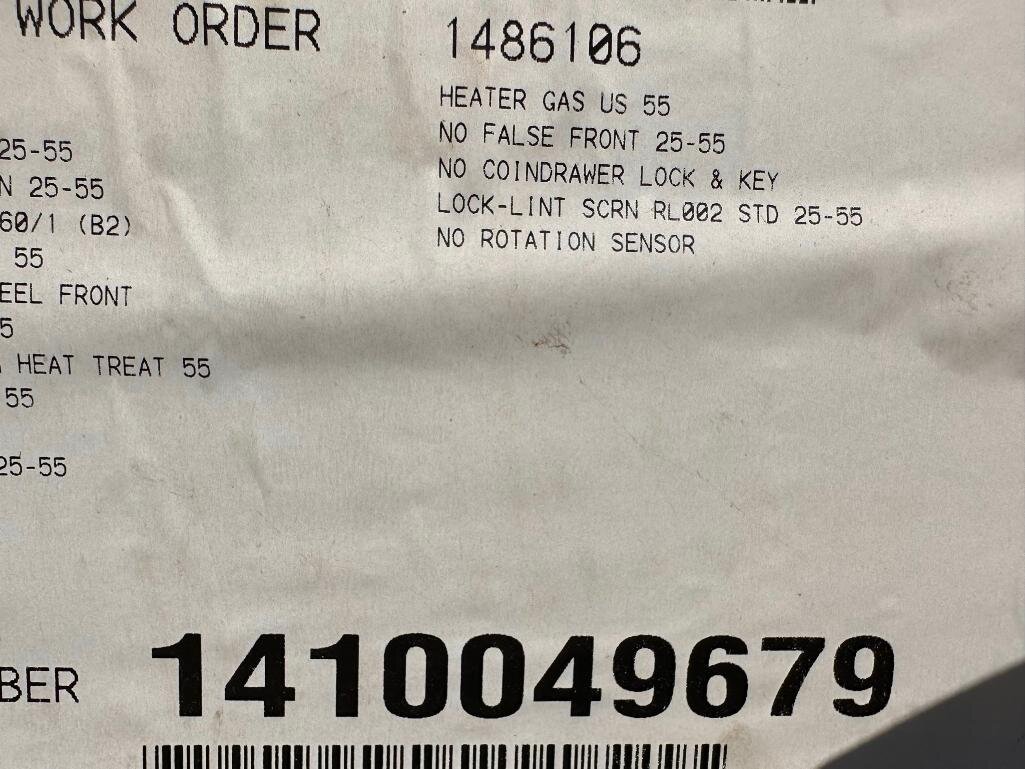 WORK ORDER 1486106
HEATER GAS US 55
NO FALSE FRONT 25-55
NO COINDRAWER LOCK & KEY
LOCK-LINT SCRN RL002 STD 25-55
NO ROTATION SENSOR
25-55
N 25-55
60/1 (B2)
55
EEL FRONT
5
HEAT TREAT 55
55
25-55
BER 1410049679